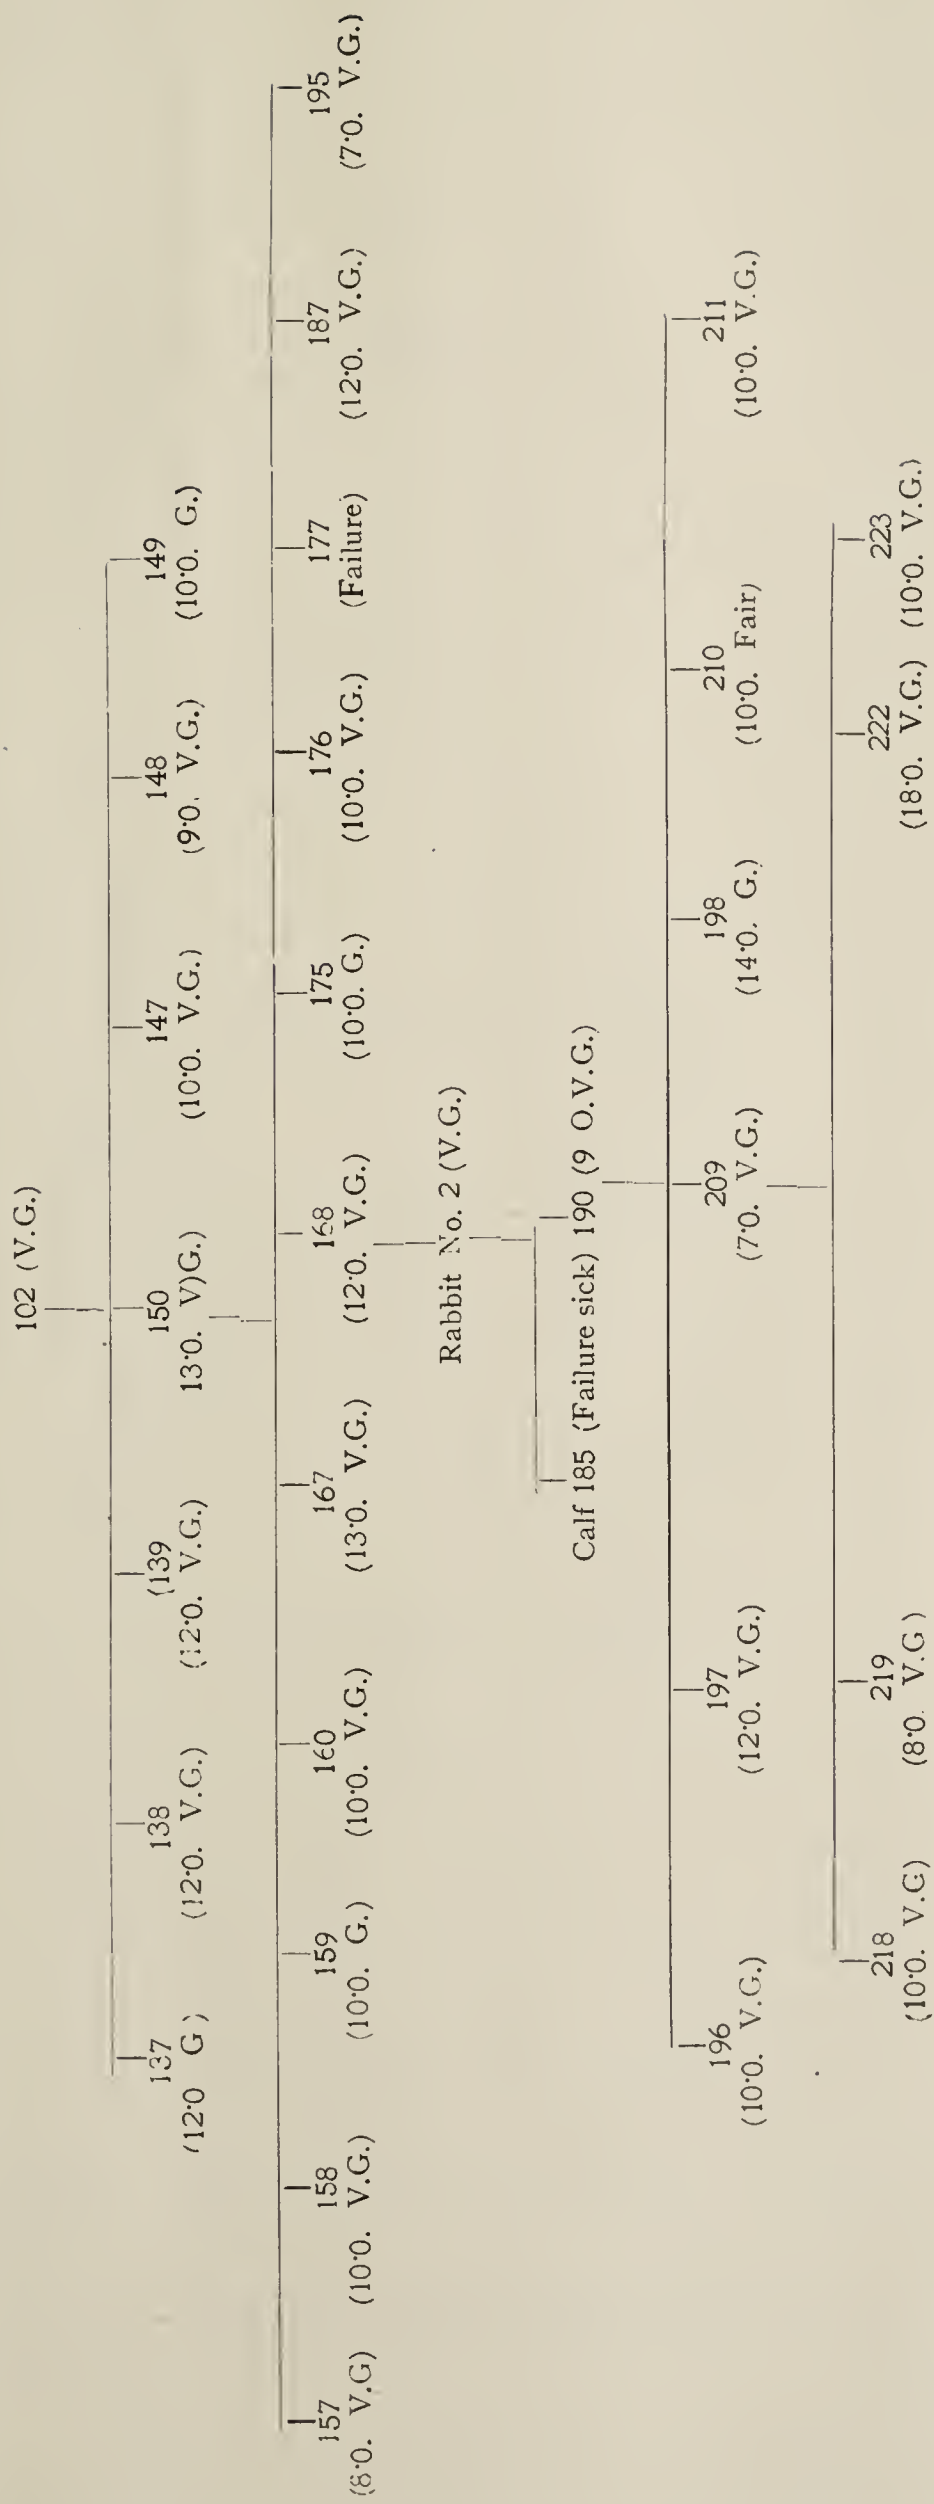 102 (V.G.)
137 138 (139 150 147 148 149
(12·0 G) (12·0. V.G.) (12·0. V.G.) 13·0. V)G.) (10·0. V.G.) (9·0. V.G.) (10·0. G.)
157 158 159 160 167 168 175 176 177 187 195
(8·0. V.G) (10·0. V.G.) (10·0. G.) (10·0. V.G.) (13·0. V.G.) (12·0. V.G.) (10·0. G.) (10·0. V.G.) (Failure) (12·0. V.G.) (7·0. V.G.)
Rabbit No. 2 (V.G.)
Calf 185 (Failure sick) 190 (9 O.V.G.)
196 197 209 198 210 211
(10·0. V.G.) (12·0. V.G.) (7·0. V.G.) (14·0. G.) (10·0. Fair) (10·0. V.G.)
218 219 222 223
(10·0. V.G) (8·0. V.G) (18·0. V.G.) (10·0. V.G.)